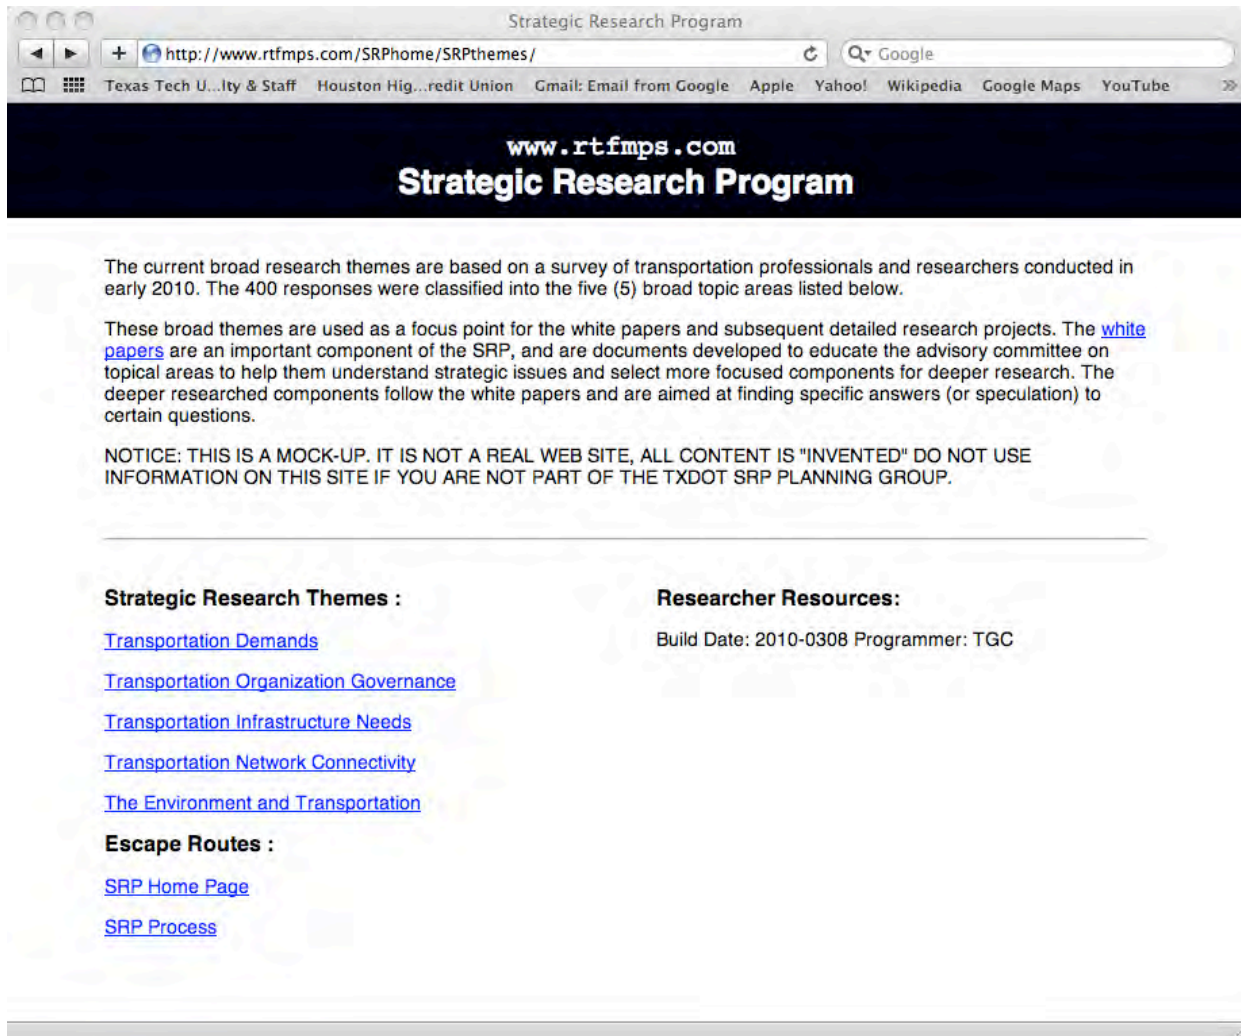 Strategic Research Program
http://www.rtfmps.com/SRPhome/SRPthemes/
Google
Texas Tech U...lty & Staff Houston Hig...redit Union Gmail: Email from Google Apple Yahoo! Wikipedia Google Maps YouTube
www.rtfmps.com
Strategic Research Program
The current broad research themes are based on a survey of transportation professionals and researchers conducted in
early 2010. The 400 responses were classified into the five (5) broad topic areas listed below.
These broad themes are used as a focus point for the white papers and subsequent detailed research projects. The white
papers are an important component of the SRP, and are documents developed to educate the advisory committee on
topical areas to help them understand strategic issues and select more focused components for deeper research. The
deeper researched components follow the white papers and are aimed at finding specific answers (or speculation) to
certain questions.
NOTICE: THIS IS A MOCK-UP. IT IS NOT A REAL WEB SITE, ALL CONTENT IS "INVENTED" DO NOT USE
INFORMATION ON THIS SITE IF YOU ARE NOT PART OF THE TXDOT SRP PLANNING GROUP.
Strategic Research Themes :
Transportation Demands
Transportation Organization Governance
Transportation Infrastructure Needs
Transportation Network Connectivity
The Environment and Transportation
Escape Routes :
SRP Home Page
SRP Process
Researcher Resources:
Build Date: 2010-0308 Programmer: TGC